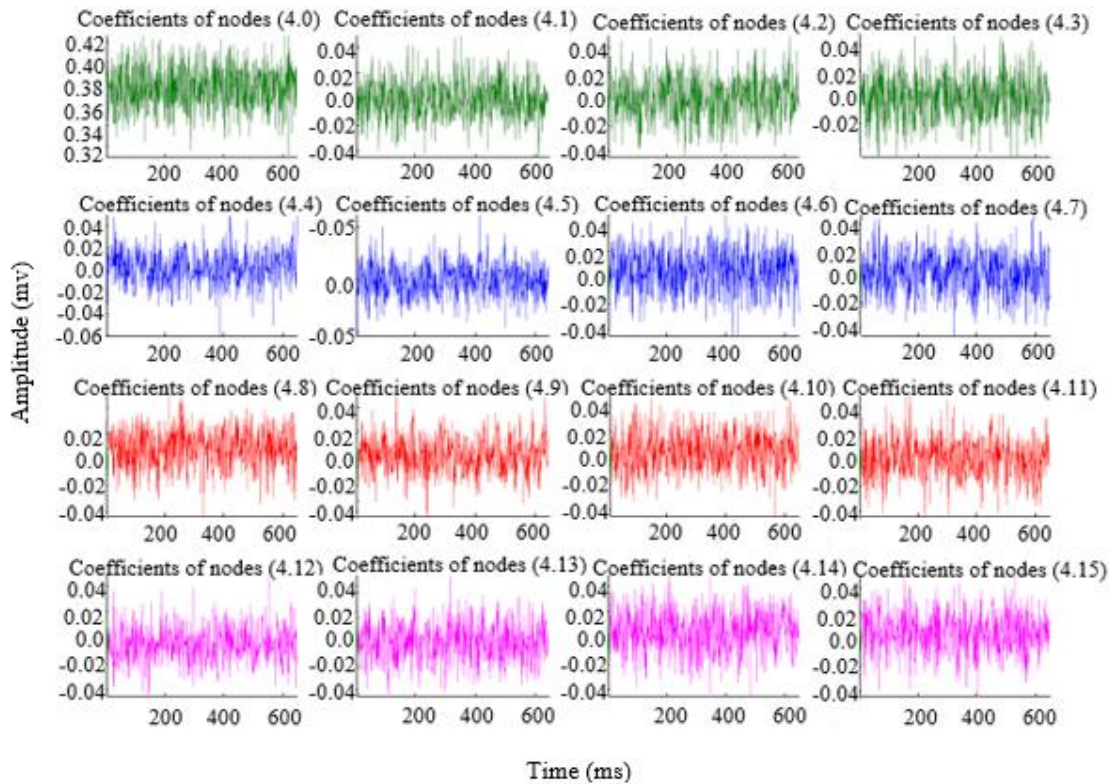 Coefficients of nodes (4.0) Coefficients of nodes (4.1) Coefficients of nodes (4.2) Coefficients of nodes (4.3)
0.42 0.04 0.04 0.04
0.40 0.02 0.02 0.02
0.38 0.0 0.0 0.0
0.36 -0.02 -0.02 -0.02
0.34
0.32 -0.04 -0.04
200 400 600 200 400 600 200 400 600 200 400 600
Coefficients of nodes (4.4) Coefficients of nodes (4.5) Coefficients of nodes (4.6) Coefficients of nodes (4.7)
0.04 -0.05 0.04 0.04
0.02 0.02 0.02
0.0 0.0 0.0 0.0
-0.02 -0.02 -0.02
-0.04
-0.06 -0.05 -0.04 -0.04
200 400 600 200 400 600 200 400 600 200 400 600
Coefficients of nodes (4.8) Coefficients of nodes (4.9) Coefficients of nodes (4.10) Coefficients of nodes (4.11)
0.04 0.04 0.04
0.02 0.02 0.02 0.02
0.0 0.0 0.0 0.0
-0.02 -0.02 -0.02 -0.02
-0.04 -0.04 -0.04 -0.04
200 400 600 200 400 600 200 400 600 200 400 600
Coefficients of nodes (4.12) Coefficients of nodes (4.13) Coefficients of nodes (4.14) Coefficients of nodes (4.15)
0.04 0.04 0.04 0.04
0.02 0.02 0.02 0.02
0.0 0.0 0.0 0.0
-0.02 -0.02 -0.02 -0.02
-0.04 -0.04 -0.04 -0.04
200 400 600 200 400 600 200 400 600 200 400 600
Amplitude (mv)
Time (ms)